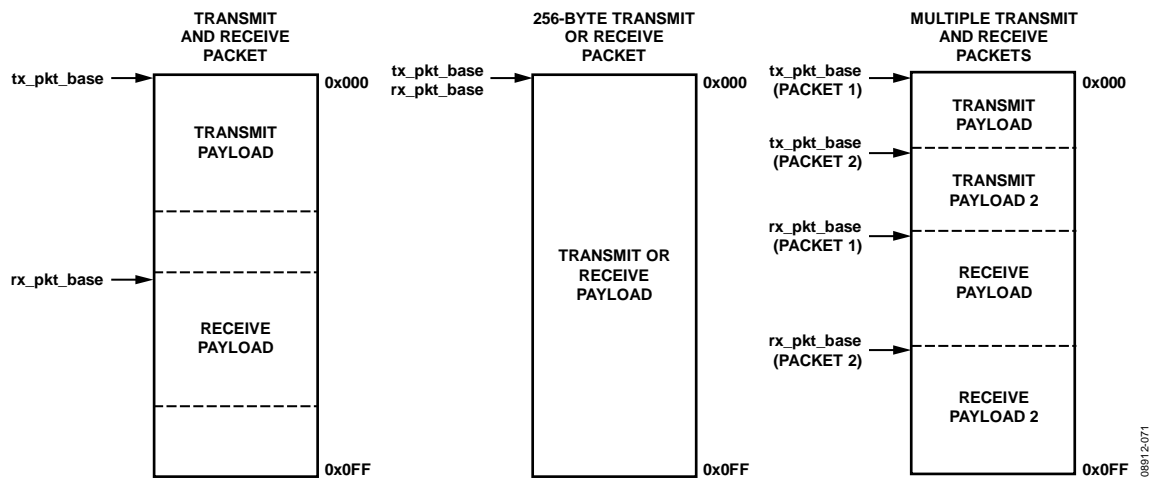 TRANSMIT
AND RECEIVE
PACKET
tx_pkt_base
0x000
TRANSMIT
PAYLOAD
rx_pkt_base
RECEIVE
PAYLOAD
0x0FF
256-BYTE TRANSMIT
OR RECEIVE
PACKET
tx_pkt_base
rx_pkt_base
0x000
TRANSMIT OR
RECEIVE
PAYLOAD
0x0FF
MULTIPLE TRANSMIT
AND RECEIVE
PACKETS
tx_pkt_base
(PACKET 1)
0x000
TRANSMIT
PAYLOAD
tx_pkt_base
(PACKET 2)
TRANSMIT
PAYLOAD 2
rx_pkt_base
(PACKET 1)
RECEIVE
PAYLOAD
rx_pkt_base
(PACKET 2)
RECEIVE
PAYLOAD 2
0x0FF
08912-071